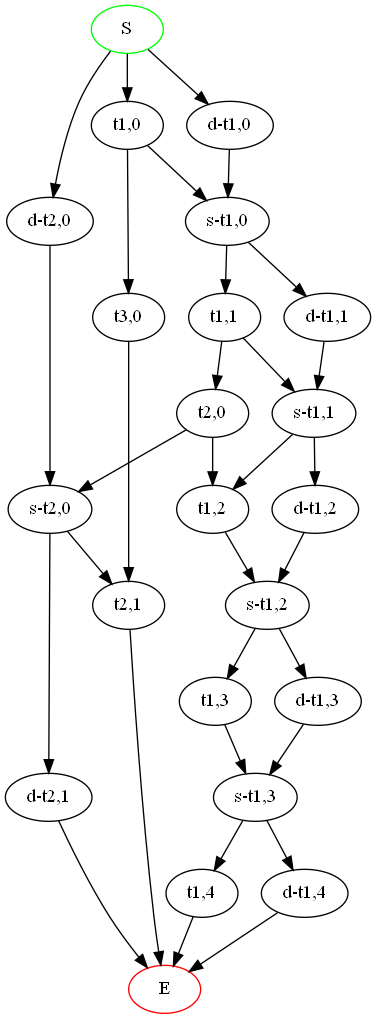 S
t1,0
d-t1,0
d-t2,0
s-t1,0
t3,0
t1,1
d-t1,1
t2,0
s-t1,1
s-t2,0
t1,2
d-t1,2
t2,1
s-t1,2
t1,3
d-t1,3
d-t2,1
s-t1,3
t1,4
d-t1,4
E